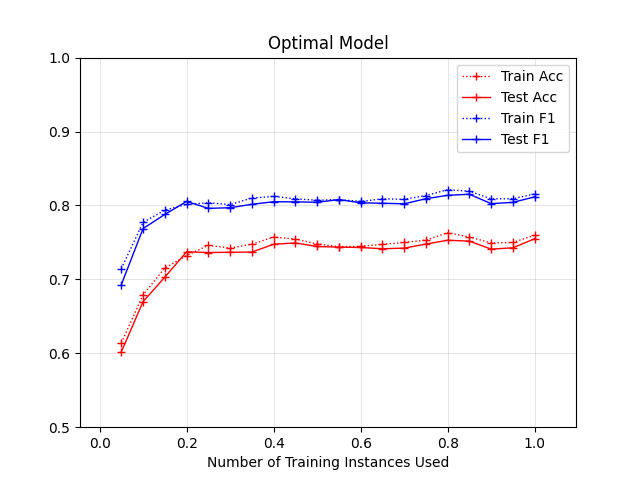 Optimal Model
1.0
0.9
0.8
0.7
0.6
0.5
Train Acc
Test Acc
Train F1
Test F1
0.0 0.2 0.4 0.6 0.8 1.0
Number of Training Instances Used